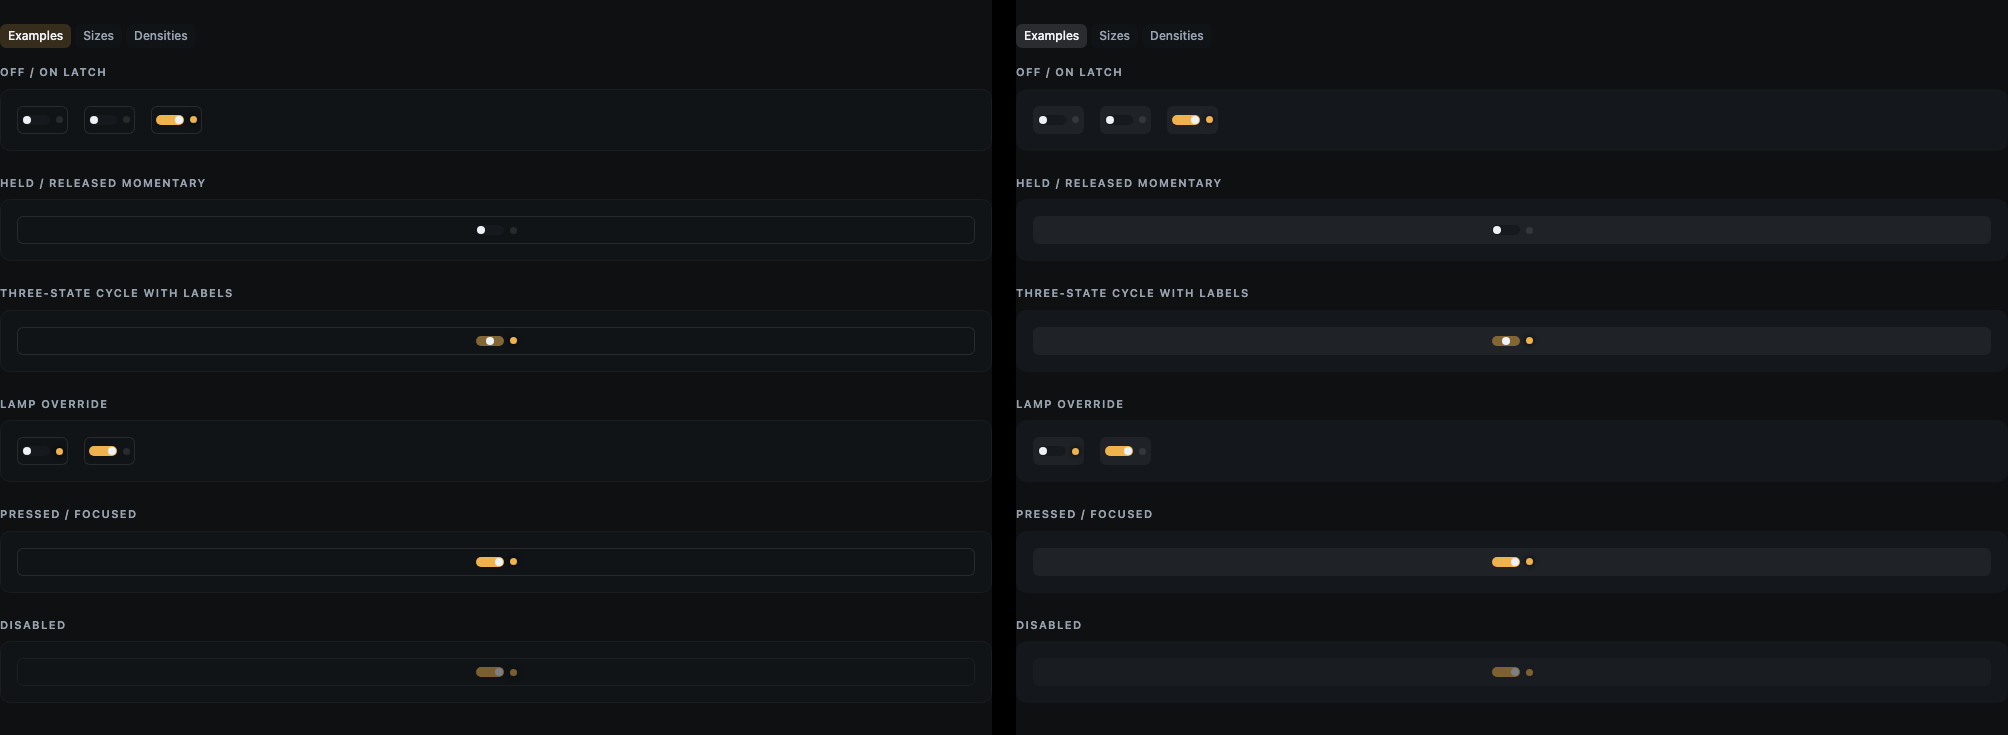 Examples Sizes Densities
OFF / ON LATCH
HELD / RELEASED MOMENTARY
THREE-STATE CYCLE WITH LABELS
LAMP OVERRIDE
PRESSED / FOCUSED
DISABLED
Examples Sizes Densities
OFF / ON LATCH
HELD / RELEASED MOMENTARY
THREE-STATE CYCLE WITH LABELS
LAMP OVERRIDE
PRESSED / FOCUSED
DISABLED